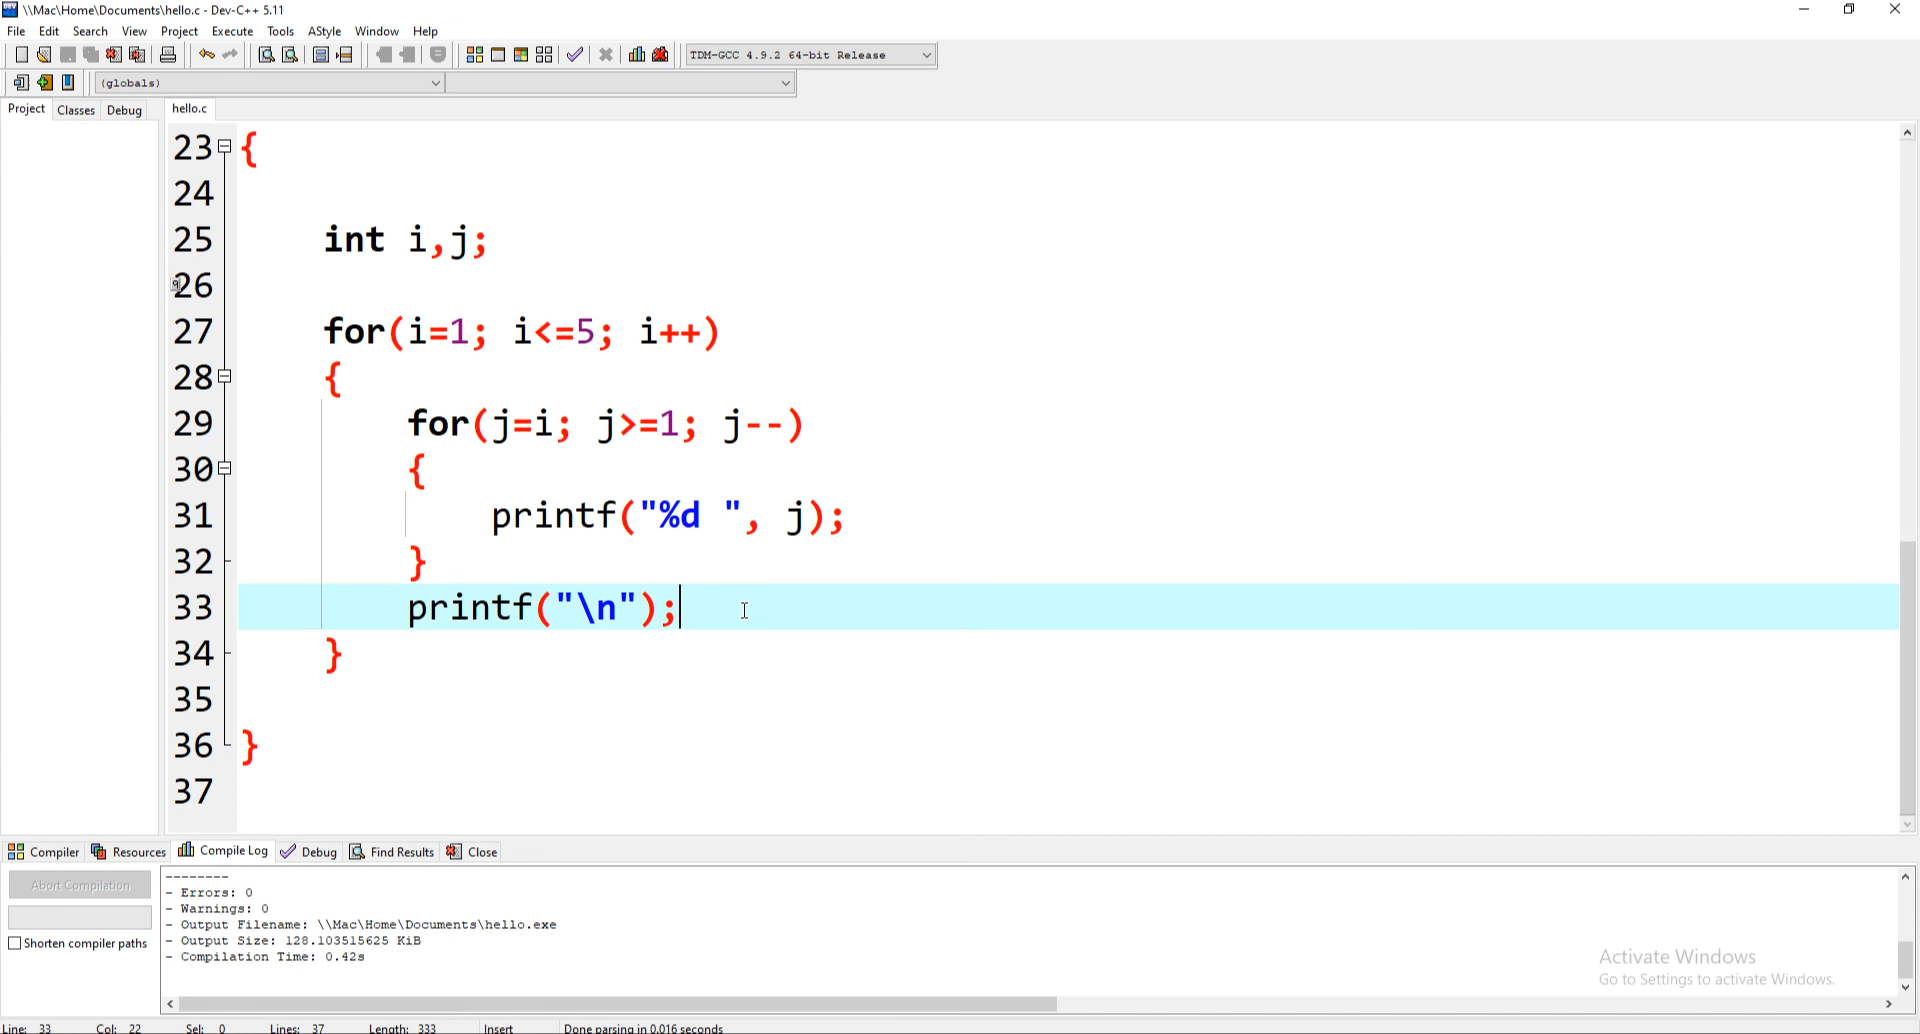 \\Mac\Home\Documents\hello.c - Dev-C++ 5.11
File Edit Search View Project Execute Tools AStyle Window Help
TDM-GCC 4.9.2 64-bit Release
(globals)
Project Classes Debug hello.c
23 {
24
25 int i,j;
26
27 for(i=1; i<=5; i++)
28 {
29 for(j=i; j>=1; j--)
30 {
31 printf("%d ", j);
32 }
33 printf("\n");
34 }
35
36 }
37
Compiler Resources Compile Log Debug Find Results Close
Abort Compilation
Shorten compiler paths
--------
- Errors: 0
- Warnings: 0
- Output Filename: \\Mac\Home\Documents\hello.exe
- Output Size: 128.103515625 KiB
- Compilation Time: 0.42s
Activate Windows
Go to Settings to activate Windows.
Line: 33 Col: 22 Sel: 0 Lines: 37 Length: 333 Insert Done parsing in 0.016 seconds